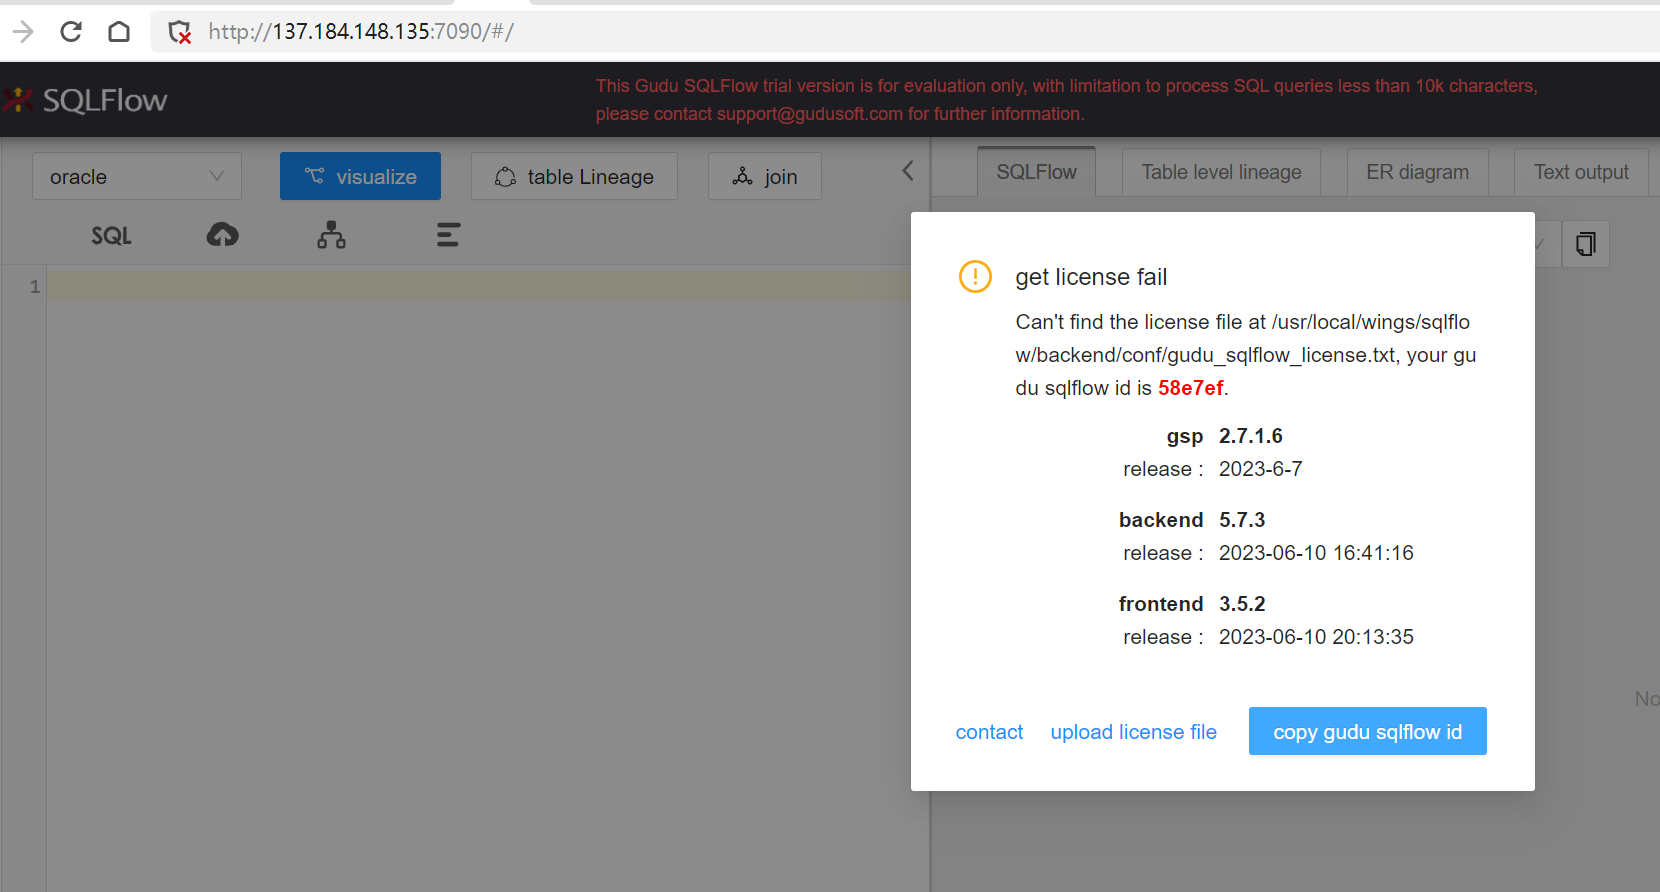 http://137.184.148.135:7090/#/
SQLFlow
This Gudu SQLFlow trial version is for evaluation only, with limitation to process SQL queries less than 10k characters,
please contact support@gudusoft.com for further information.
oracle
visualize
table Lineage
join
SQLFlow
Table level lineage
ER diagram
Text output
SQL
1
get license fail
Can't find the license file at /usr/local/wings/sqlflo
w/backend/conf/gudu_sqlflow_license.txt, your gu
du sqlflow id is 58e7ef.
gsp 2.7.1.6
release : 2023-6-7
backend 5.7.3
release : 2023-06-10 16:41:16
frontend 3.5.2
release : 2023-06-10 20:13:35
No
contact
upload license file
copy gudu sqlflow id